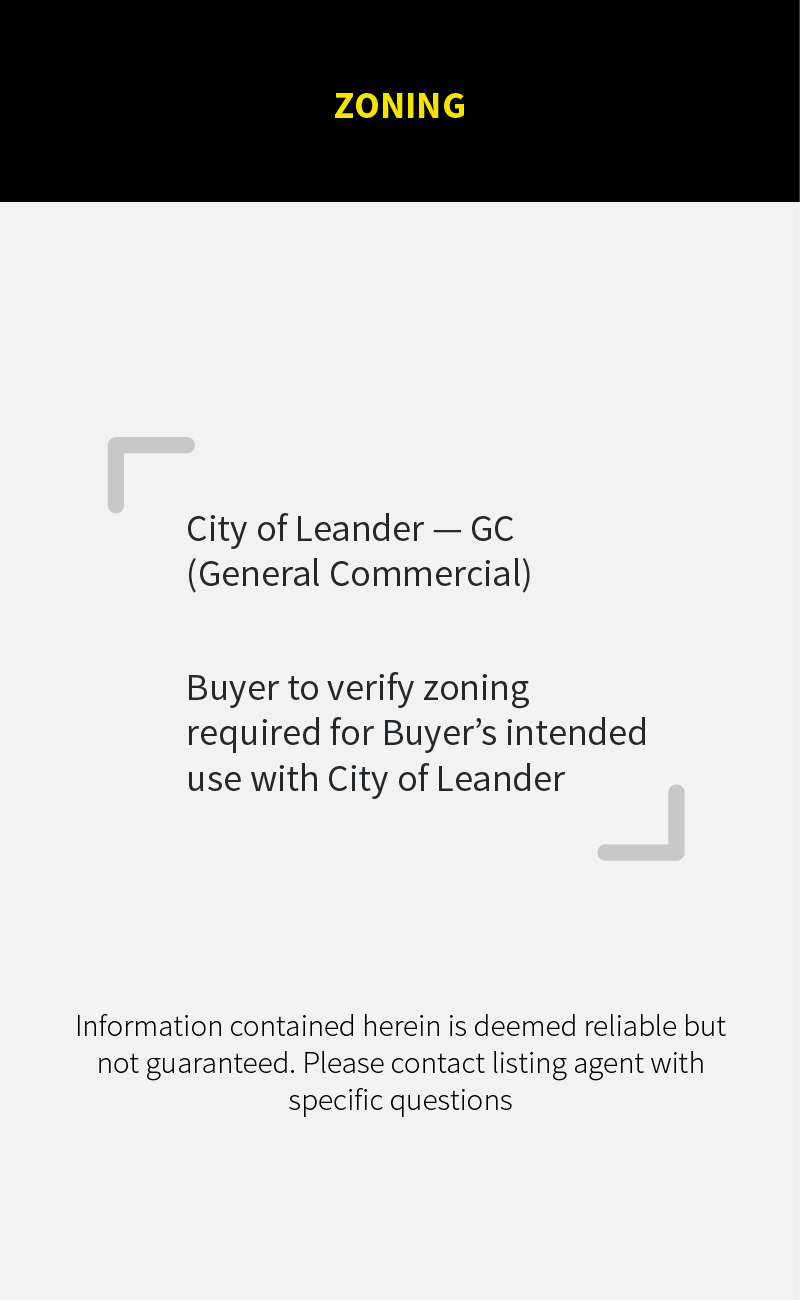 ZONING
City of Leander — GC
(General Commercial)
Buyer to verify zoning
required for Buyer’s intended
use with City of Leander
Information contained herein is deemed reliable but
not guaranteed. Please contact listing agent with
specific questions